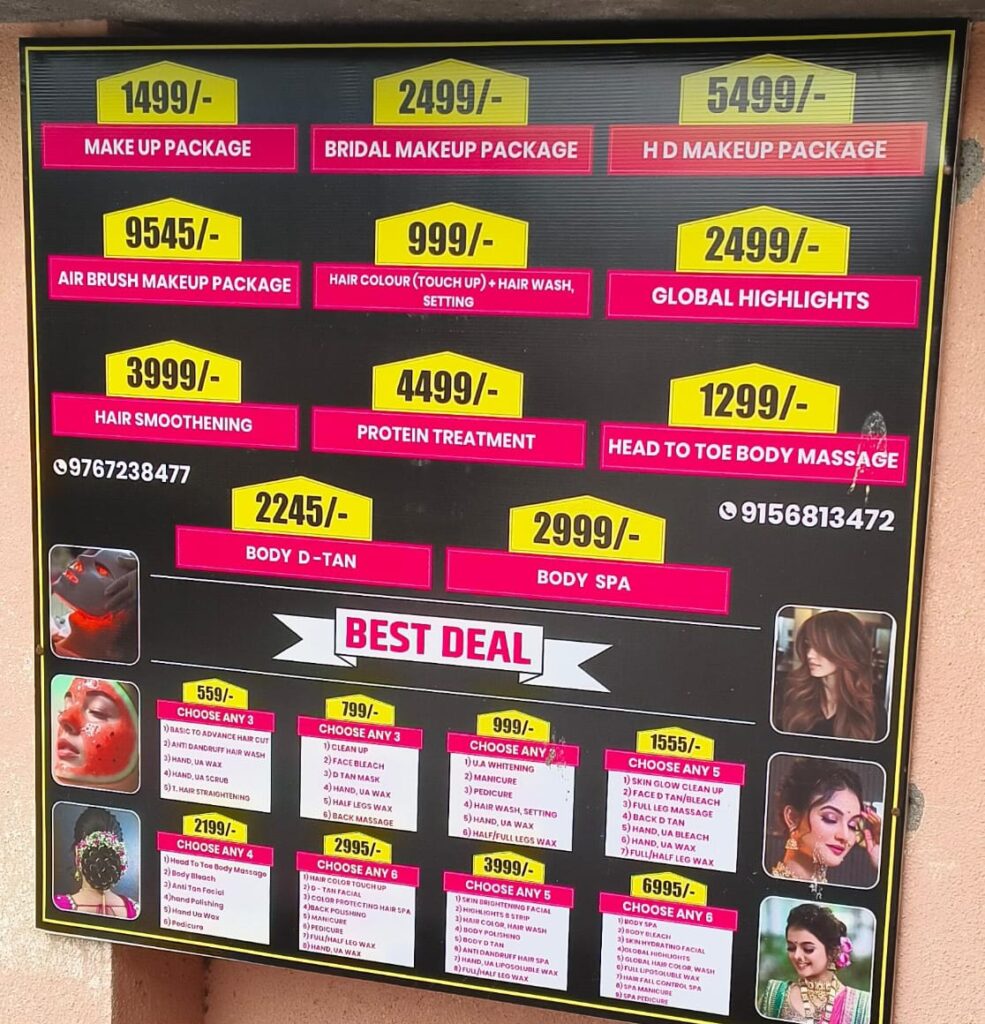 1499/-
MAKE UP PACKAGE
2499/-
BRIDAL MAKEUP PACKAGE
5499/-
H D MAKEUP PACKAGE
9545/-
AIR BRUSH MAKEUP PACKAGE
999/-
HAIR COLOUR (TOUCH UP) + HAIR WASH,
SETTING
2499/-
GLOBAL HIGHLIGHTS
3999/-
HAIR SMOOTHENING
4499/-
PROTEIN TREATMENT
1299/-
HEAD TO TOE BODY MASSAGE
9767238477
9156813472
2245/-
BODY D-TAN
2999/-
BODY SPA
BEST DEAL
559/-
CHOOSE ANY 3
1) BASIC TO ADVANCE HAIR CUT
2) ANTI DANDRUFF HAIR WASH
3) HAND, UA WAX
4) HAND, UA SCRUB
5) T. HAIR STRAIGHTENING
799/-
CHOOSE ANY 3
1) CLEAN UP
2) FACE BLEACH
3) D TAN MASK
4) HAND, UA WAX
5) HALF LEGS WAX
6) BACK MASSAGE
999/-
CHOOSE ANY
1) U.A WHITENING
2) MANICURE
3) PEDICURE
4) HAIR WASH, SETTING
5) HAND, UA WAX
6) HALF/FULL LEGS WAX
1555/-
CHOOSE ANY 5
1) SKIN GLOW CLEAN UP
2) FACE D TAN/BLEACH
3) FULL LEG MASSAGE
4) BACK D TAN
5) HAND, UA BLEACH
6) HAND, UA WAX
7) FULL/HALF LEG WAX
2199/-
CHOOSE ANY 4
1) Head To Toe Body Massage
2) Body Bleach
3) Anti Tan Facial
4) hand Polishing
5) Hand Ua Wax
6) Pedicure
2995/-
CHOOSE ANY 6
1) HAIR COLOR TOUCH UP
2) D - TAN FACIAL
3) COLOR PROTECTING HAIR SPA
4) BACK POLISHING
5) MANICURE
6) PEDICURE
7) FULL/HALF LEG WAX
8) HAND, UA WAX
3999/-
CHOOSE ANY 5
1) SKIN BRIGHTENING FACIAL
2) HIGHLIGHTS 8 STRIP
3) HAIR COLOR, HAIR WASH
4) BODY POLISHING
5) BODY D TAN
6) ANTI DANDRUFF HAIR SPA
7) HAND, UA LIPOSOLUBLE WAX
8) FULL/HALF LEG WAX
6995/-
CHOOSE ANY 6
1) BODY SPA
2) BODY BLEACH
3) SKIN HYDRATING FACIAL
4) GLOBAL HIGHLIGHTS
5) GLOBAL HAIR COLOR, WASH
6) FULL LIPOSOLUBLE WAX
7) HAIR FALL CONTROL SPA
8) SPA MANICURE
9) SPA PEDICURE